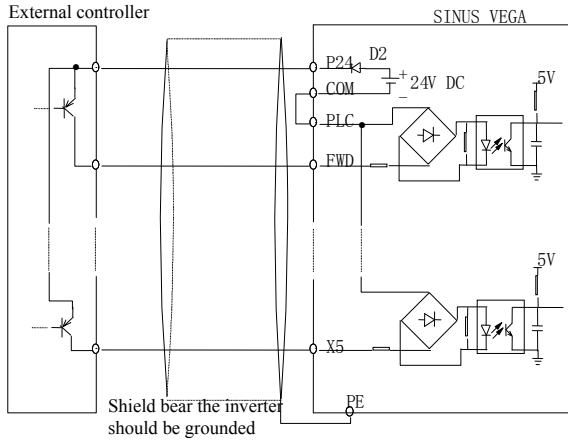 External controller
SINUS VEGA
P24
D2
+
24V DC
-
COM
PLC
5V
FWD
5V
X5
PE
Shield bear the inverter
should be grounded